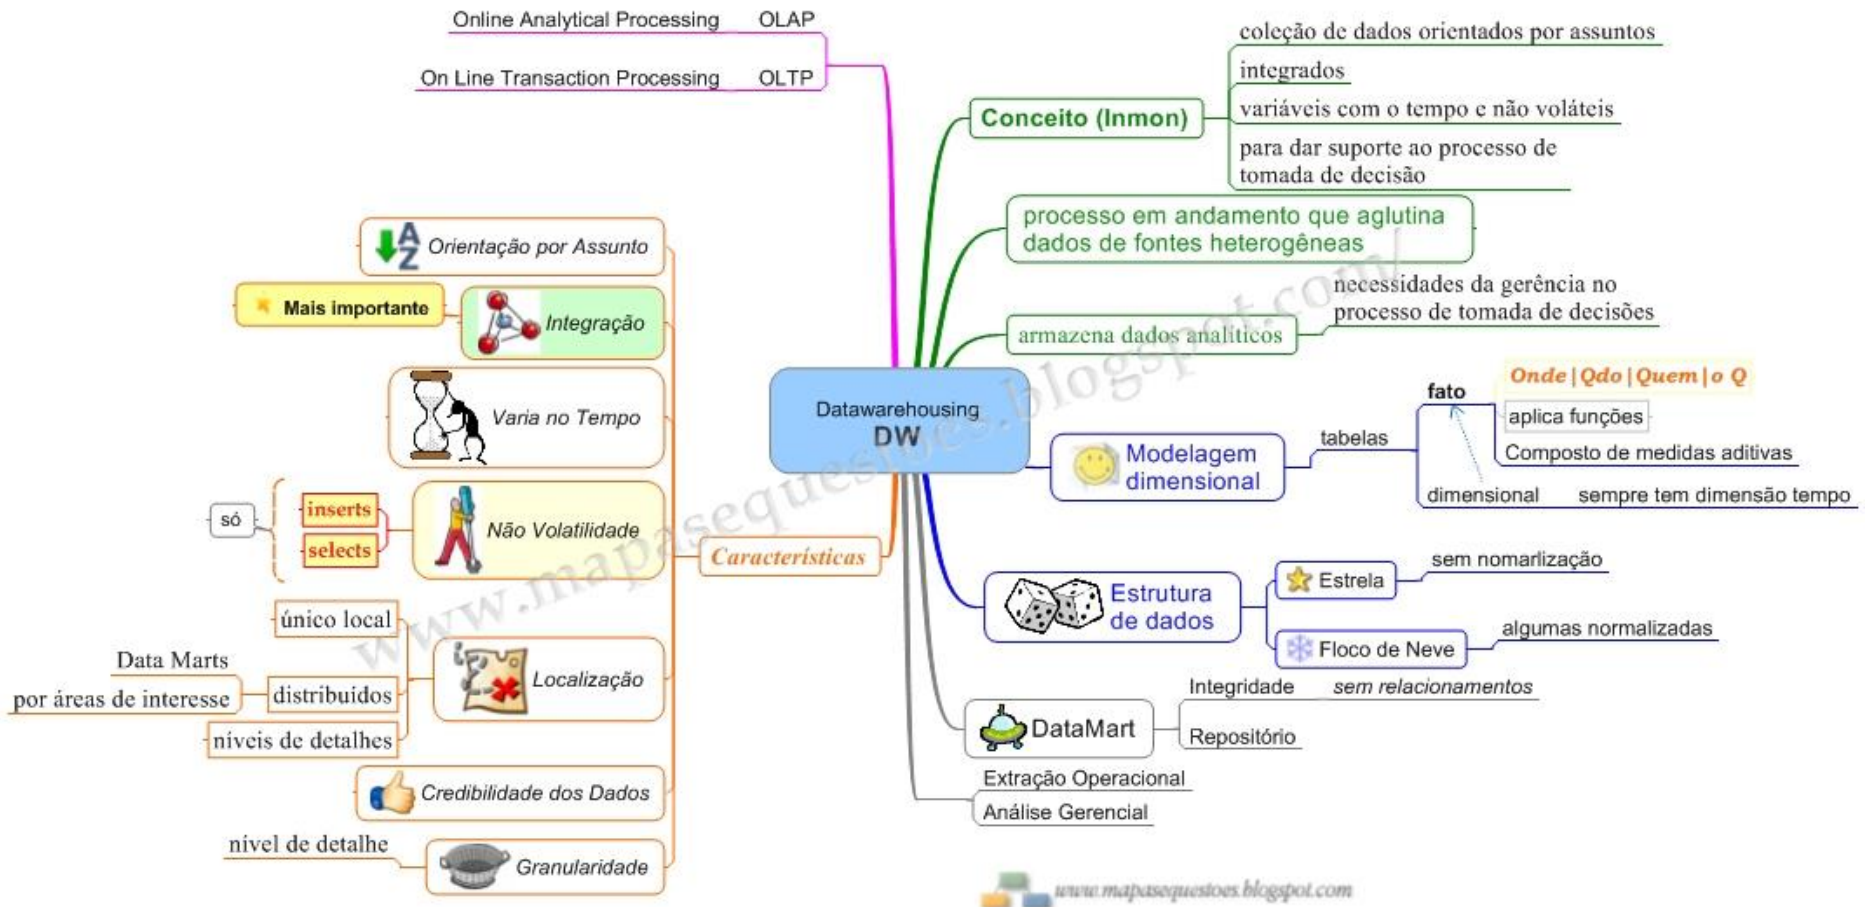 Online Analytical Processing OLAP
On Line Transaction Processing OLTP
coleção de dados orientados por assuntos
integrados
Conceito (Inmon)
variáveis com o tempo e não voláteis
para dar suporte ao processo de
tomada de decisão
processo em andamento que aglutina
dados de fontes heterogêneas
necessidades da gerência no
processo de tomada de decisões
armazena dados analíticos
Datawarehousing
DW
Modelagem
dimensional
tabelas
fato
Onde|Qdo|Quem|o Q
aplica funções
Composto de medidas aditivas
dimensional sempre tem dimensão tempo
Estrutura
de dados
Estrela
sem nomarlização
Floco de Neve
algumas normalizadas
DataMart
Integridade sem relacionamentos
Repositório
Extração Operacional
Análise Gerencial
Características
A
Z
Orientação por Assunto
Mais importante
Integração
Varia no Tempo
só
inserts
selects
Não Volatilidade
único local
Data Marts
por áreas de interesse
distribuídos
níveis de detalhes
Localização
Credibilidade dos Dados
nível de detalhe
Granularidade
www.mapasequestoes.blogspot.com/
www.mapasequestoes.blogspot.com